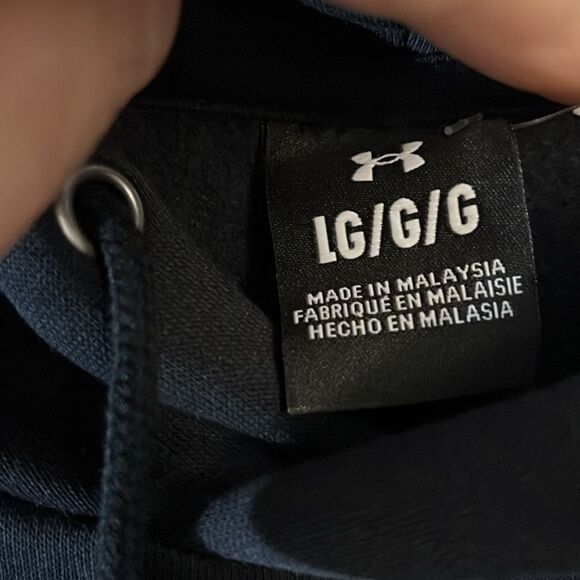 LG/G/G
MADE IN MALAYSIA
FABRIQUÉ EN MALAISIE
HECHO EN MALASIA